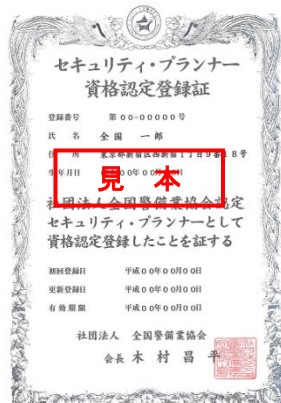 セキュリティ・プランナー
資格認定登録証
登録番号 第00-00000号
氏名 全国 一郎
住所 東京都新宿区西新宿1丁目9番18号
生年月日 00年00月00日
見本
社団法人全国警備業協会認定
セキュリティ・プランナーとして
資格認定登録したことを証する
初回登録日 平成00年00月00日
更新登録日 平成00年00月00日
有効期限 平成00年00月00日
社団法人 全国警備業協会
会長 木村昌平